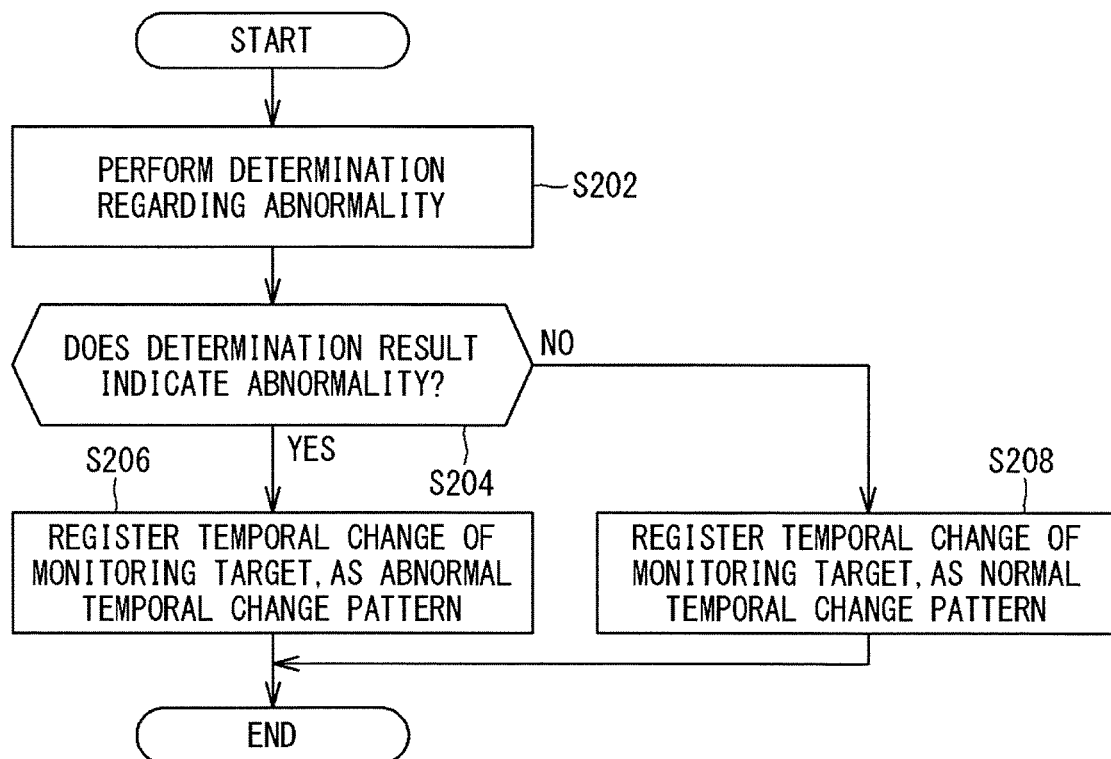 START
PERFORM DETERMINATION
REGARDING ABNORMALITY
S202
DOES DETERMINATION RESULT
INDICATE ABNORMALITY?
NO
YES
S204
S206
REGISTER TEMPORAL CHANGE OF
MONITORING TARGET, AS ABNORMAL
TEMPORAL CHANGE PATTERN
S208
REGISTER TEMPORAL CHANGE OF
MONITORING TARGET, AS NORMAL
TEMPORAL CHANGE PATTERN
END